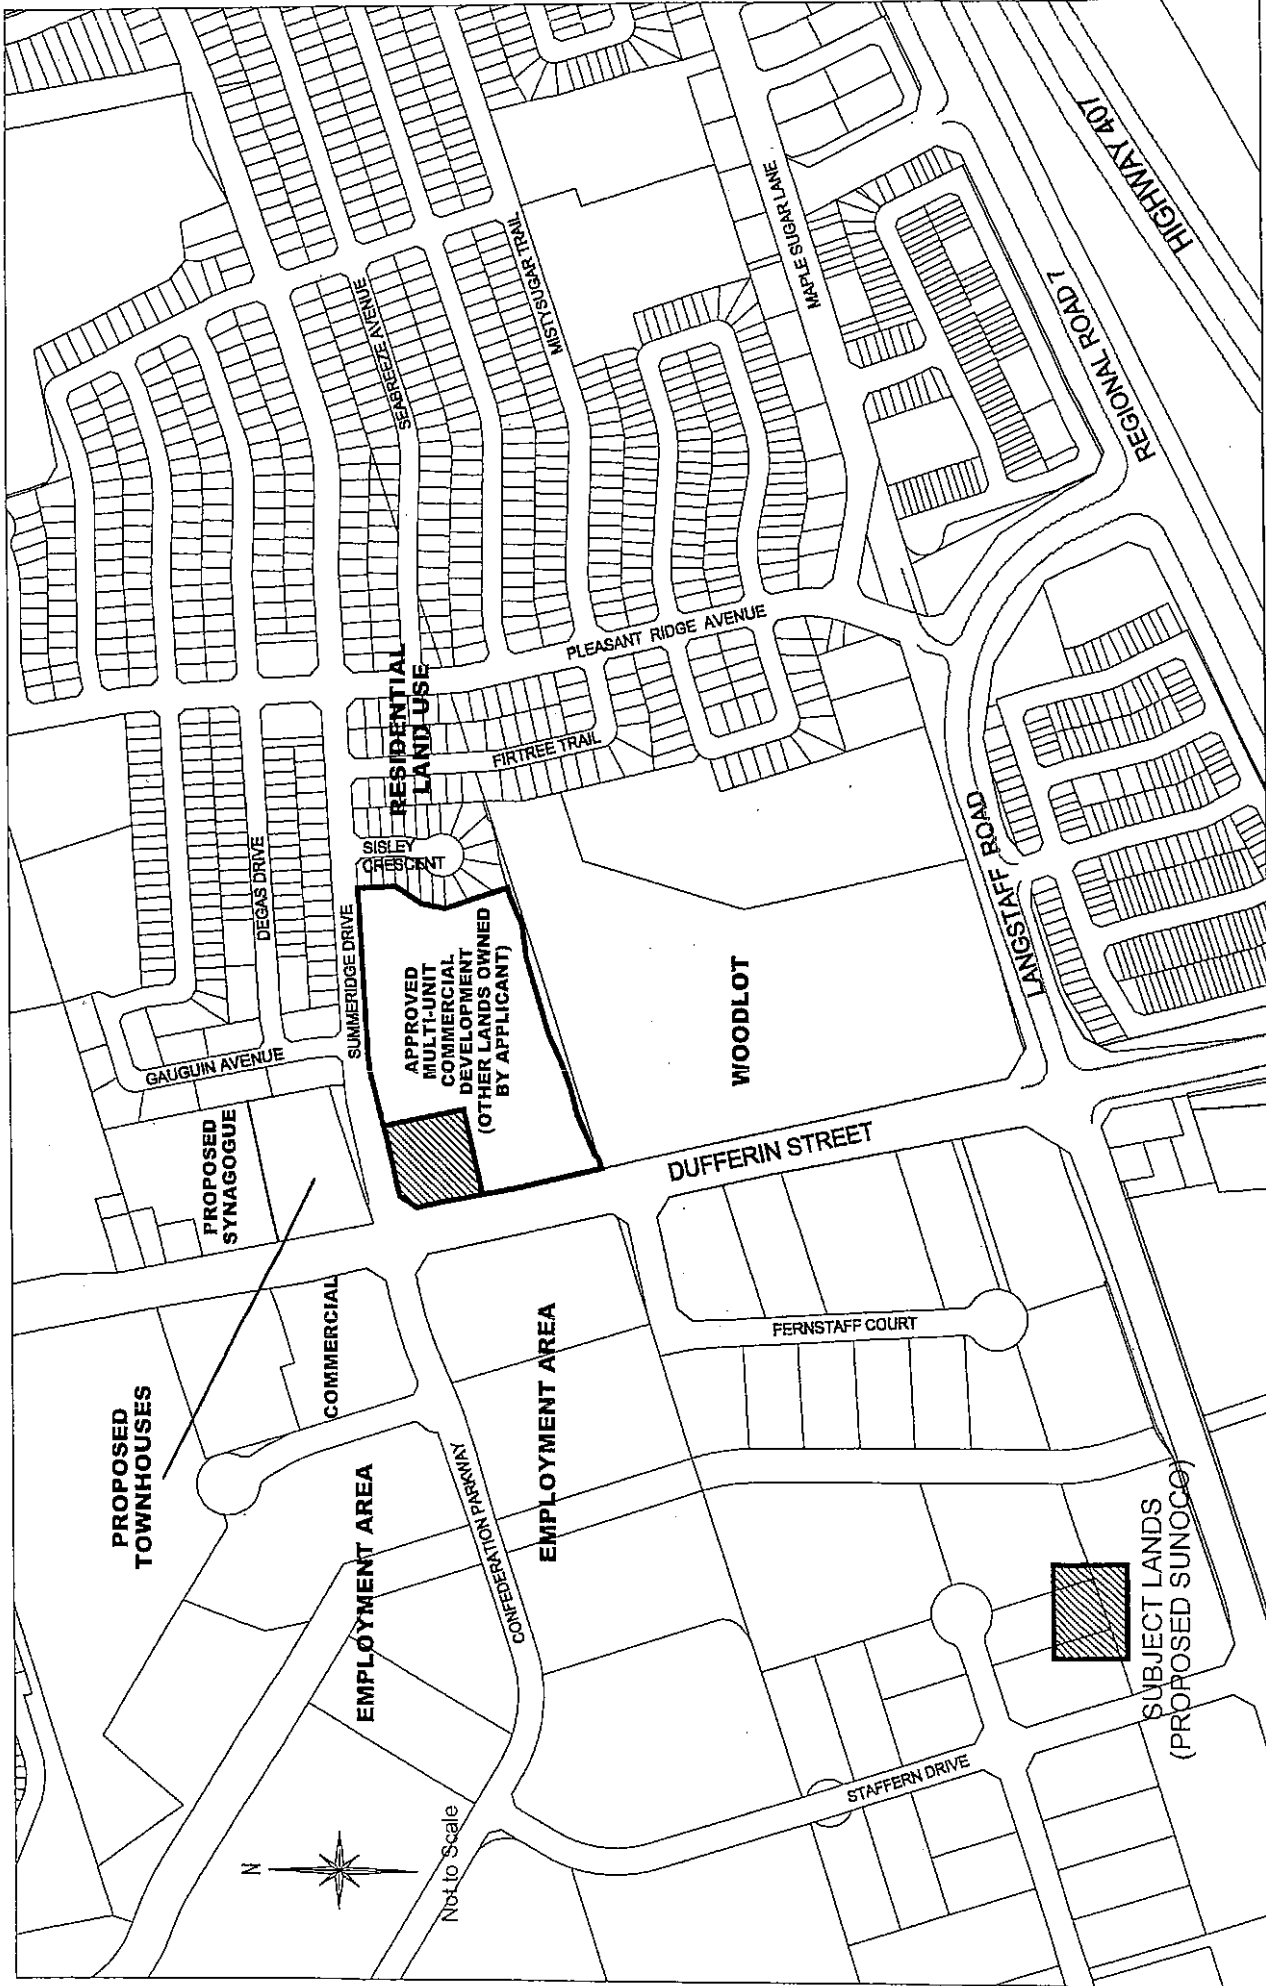 HIGHWAY 407
REGIONAL ROAD 7
MAPLE SUGAR LANE
MISTYSUGAR TRAIL
SEABREEZE AVENUE
PLEASANT RIDGE AVENUE
RESIDENTIAL
LAND USE
FIRTREE TRAIL
SISLEY
CRESCENT
DEGAS DRIVE
SUMMERIDGE DRIVE
GAUGUIN AVENUE
APPROVED
MULTI-UNIT
COMMERCIAL
DEVELOPMENT
(OTHER LANDS OWNED
BY APPLICANT)
WOODLOT
LANGSTAFF ROAD
DUFFERIN STREET
PROPOSED
SYNAGOGUE
PROPOSED
TOWNHOUSES
COMMERCIAL
EMPLOYMENT AREA
EMPLOYMENT AREA
CONFEDERATION PARKWAY
FERNSTAFF COURT
STAFFERN DRIVE
SUBJECT LANDS
(PROPOSED SUNOCO)
N
Not to Scale